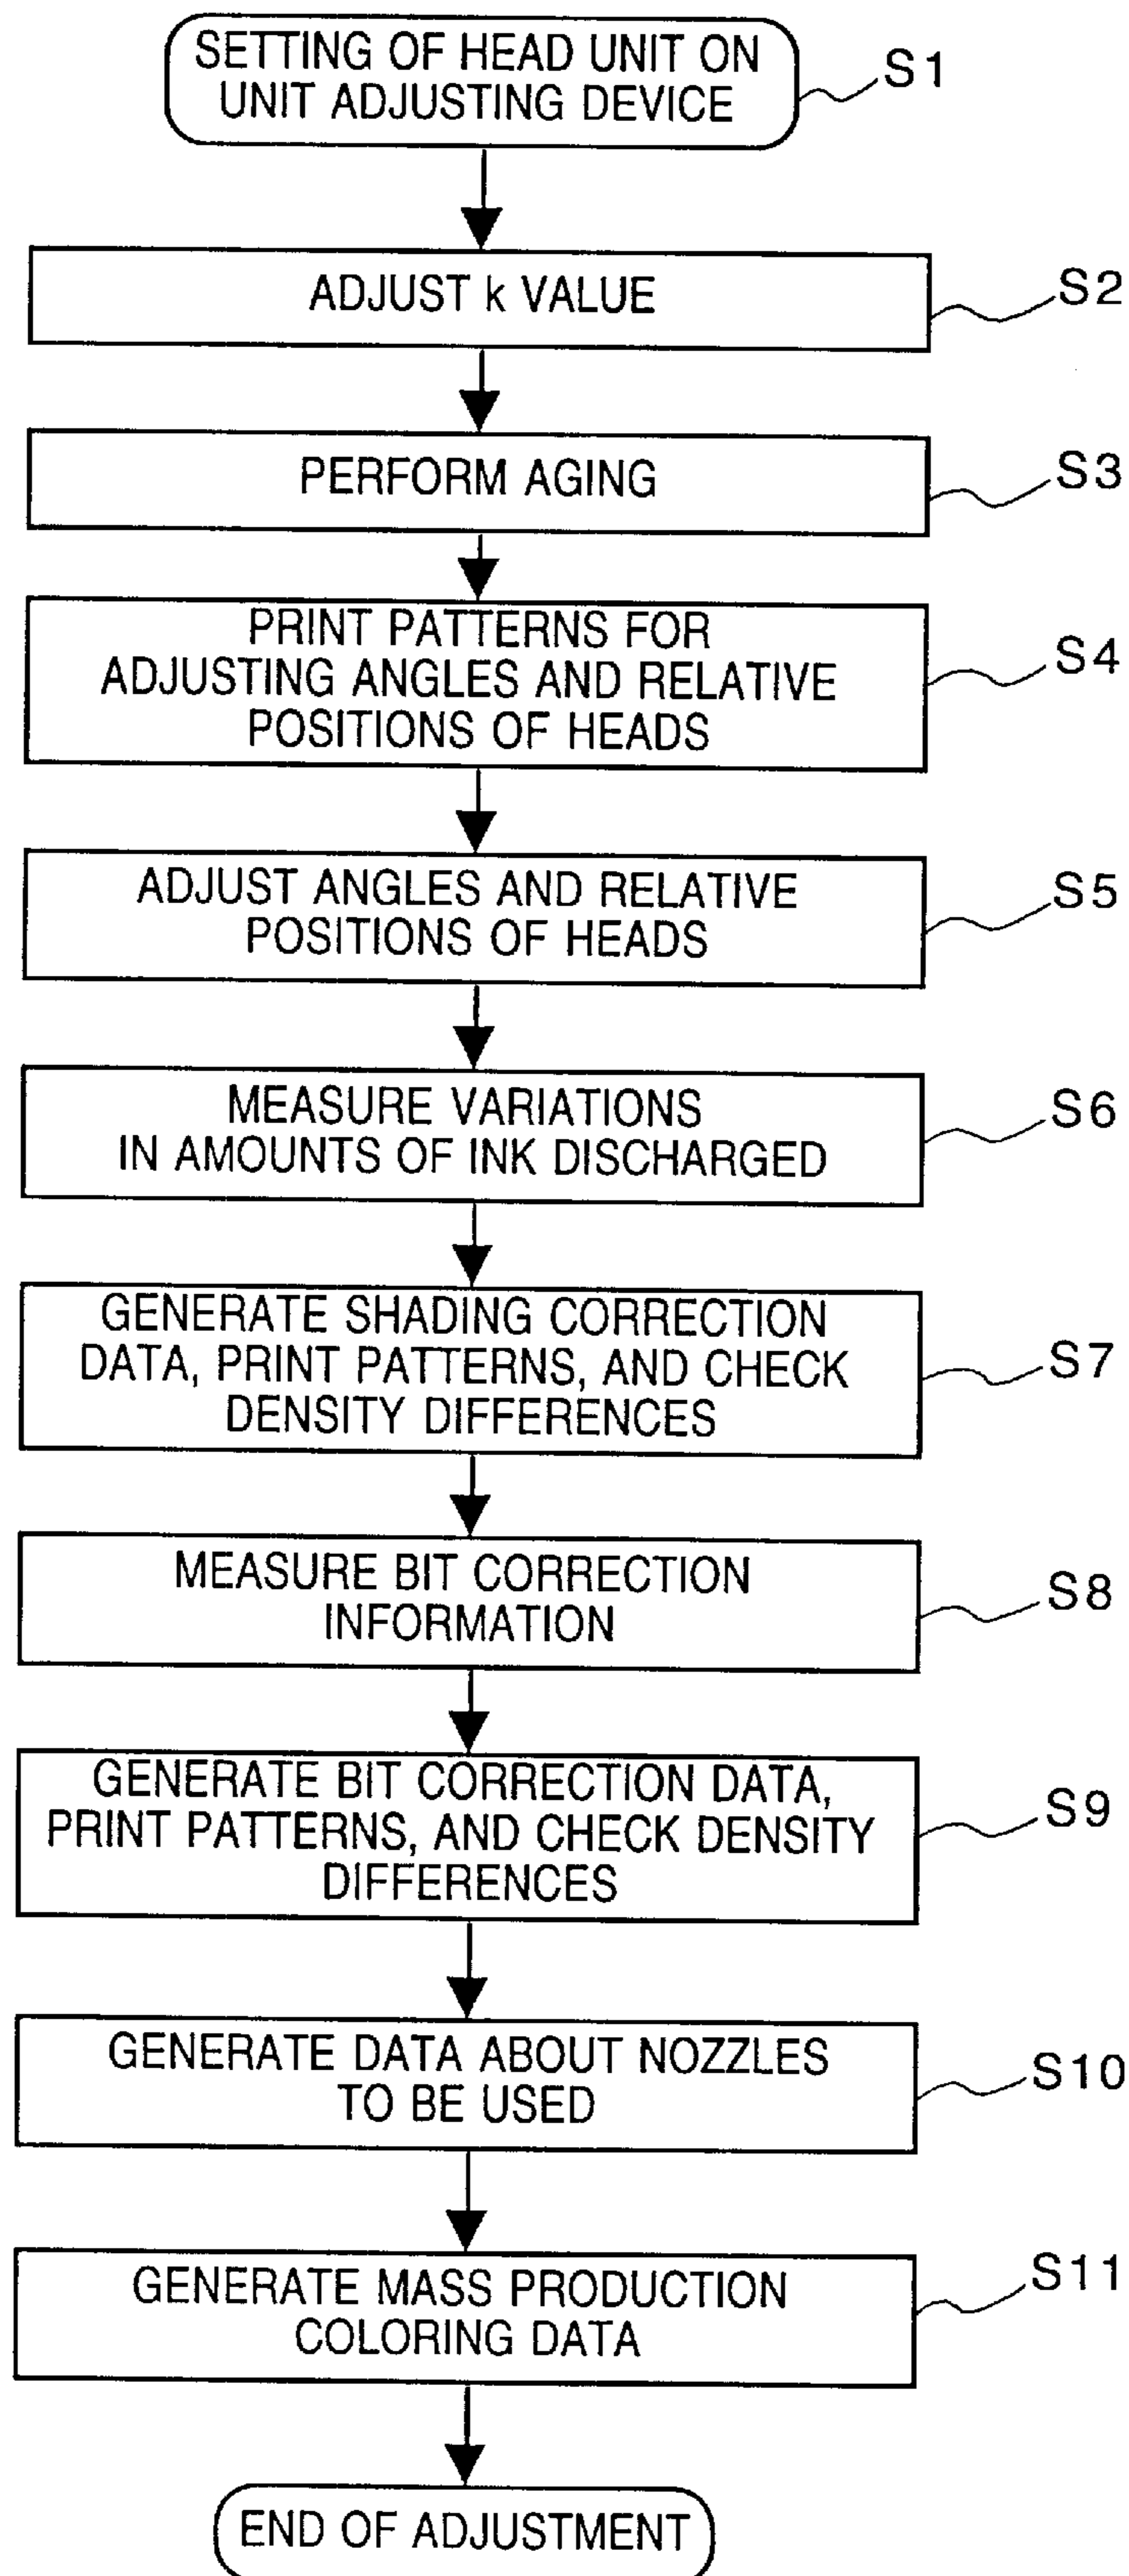 SETTING OF HEAD UNIT ON
UNIT ADJUSTING DEVICE
S1
ADJUST k VALUE
S2
PERFORM AGING
S3
PRINT PATTERNS FOR
ADJUSTING ANGLES AND RELATIVE
POSITIONS OF HEADS
S4
ADJUST ANGLES AND RELATIVE
POSITIONS OF HEADS
S5
MEASURE VARIATIONS
IN AMOUNTS OF INK DISCHARGED
S6
GENERATE SHADING CORRECTION
DATA, PRINT PATTERNS, AND CHECK
DENSITY DIFFERENCES
S7
MEASURE BIT CORRECTION
INFORMATION
S8
GENERATE BIT CORRECTION DATA,
PRINT PATTERNS, AND CHECK DENSITY
DIFFERENCES
S9
GENERATE DATA ABOUT NOZZLES
TO BE USED
S10
GENERATE MASS PRODUCTION
COLORING DATA
S11
END OF ADJUSTMENT